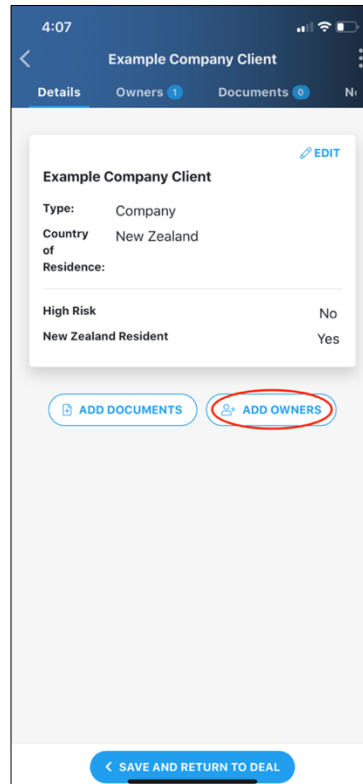 4:07
Example Company Client
Details Owners 1 Documents 0
EDIT
Example Company Client
Type: Company
Country of Residence: New Zealand
High Risk No
New Zealand Resident Yes
ADD DOCUMENTS ADD OWNERS
SAVE AND RETURN TO DEAL